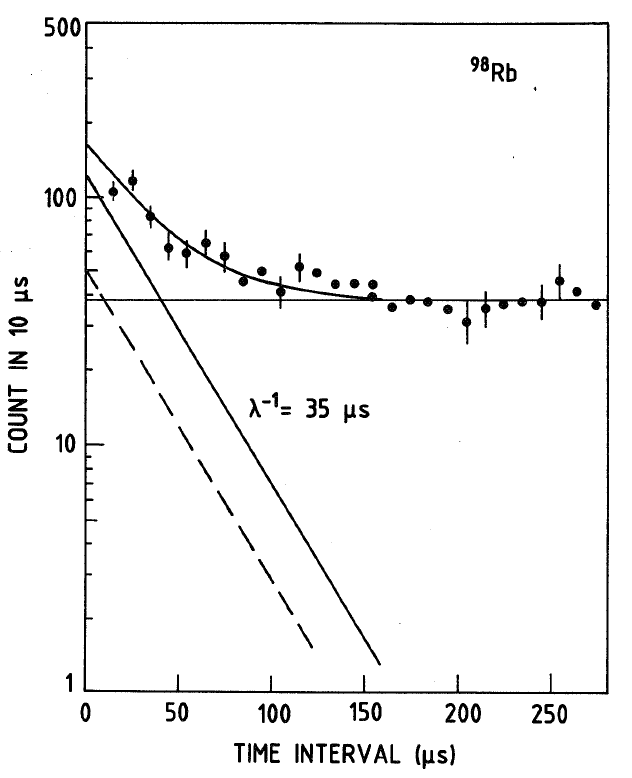 500
⁹⁸Rb
100
COUNT IN 10 μs
λ⁻¹= 35 μs
10
1
0 50 100 150 200 250
TIME INTERVAL (μs)